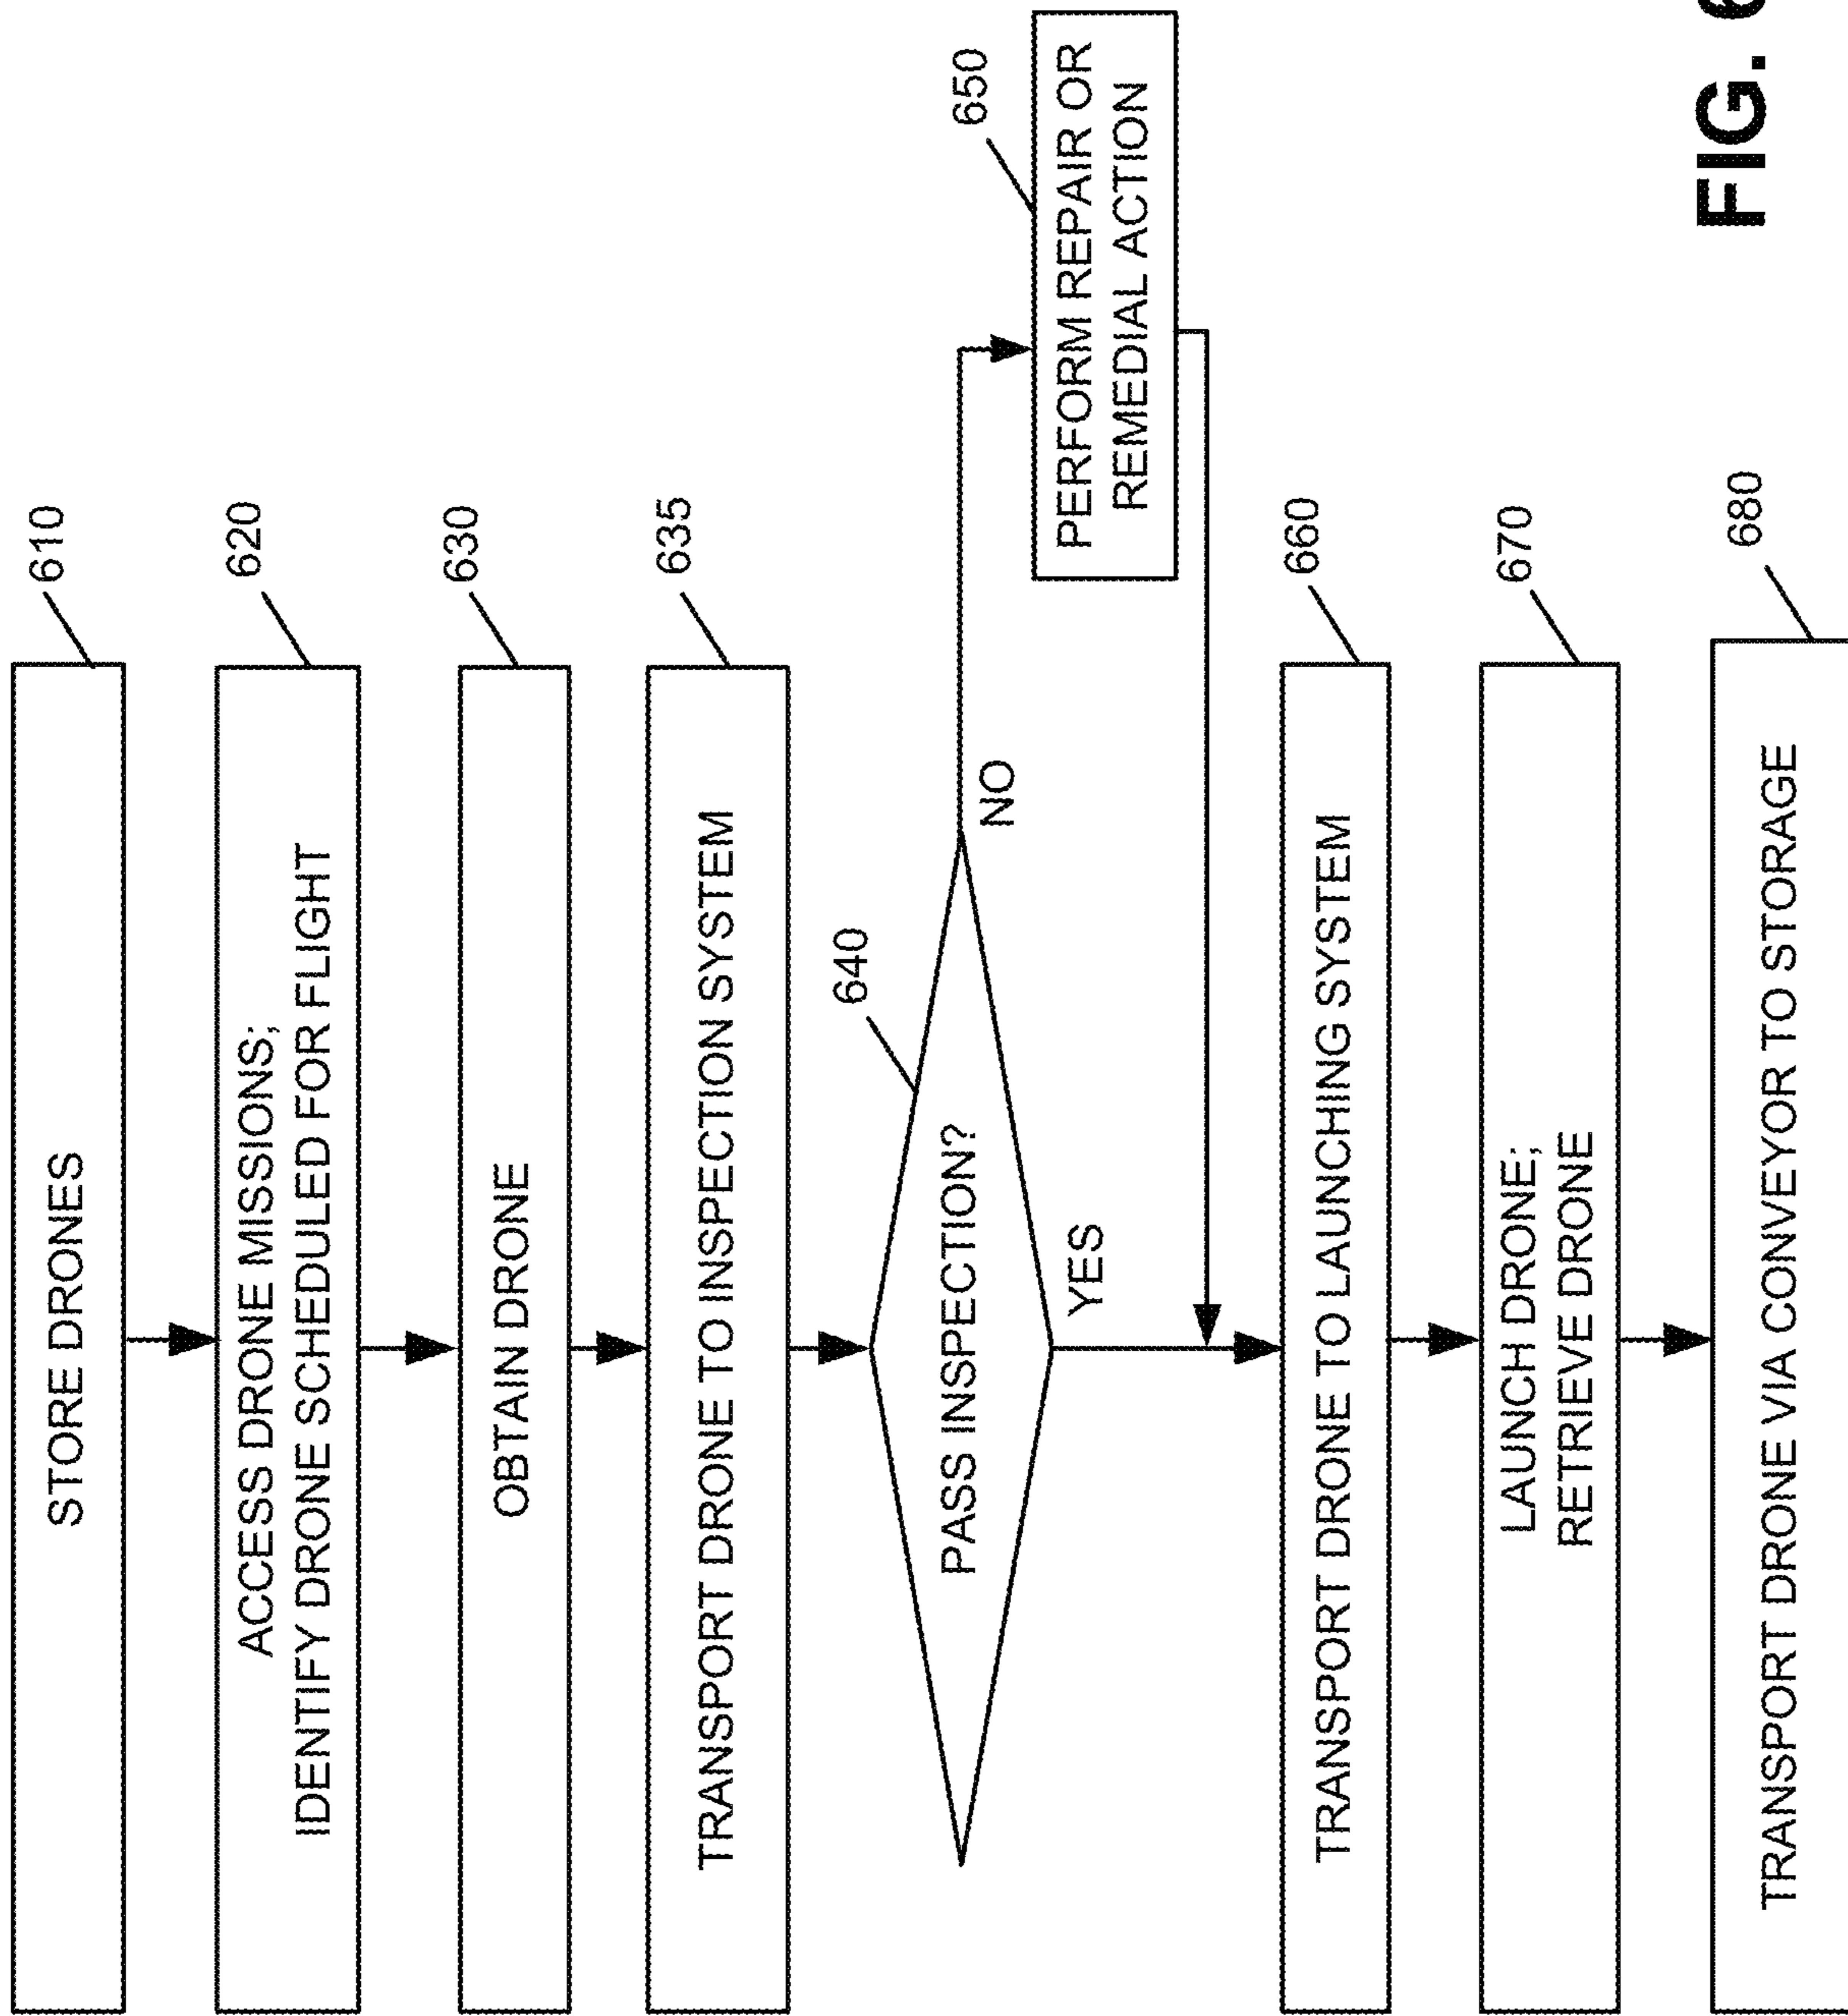 STORE DRONES
610
ACCESS DRONE MISSIONS;
IDENTIFY DRONE SCHEDULED FOR FLIGHT
620
OBTAIN DRONE
630
TRANSPORT DRONE TO INSPECTION SYSTEM
635
PASS INSPECTION?
640
NO
YES
650
PERFORM REPAIR OR
REMEDIAL ACTION
TRANSPORT DRONE TO LAUNCHING SYSTEM
660
LAUNCH DRONE;
RETRIEVE DRONE
670
TRANSPORT DRONE VIA CONVEYOR TO STORAGE
680
FIG. 6